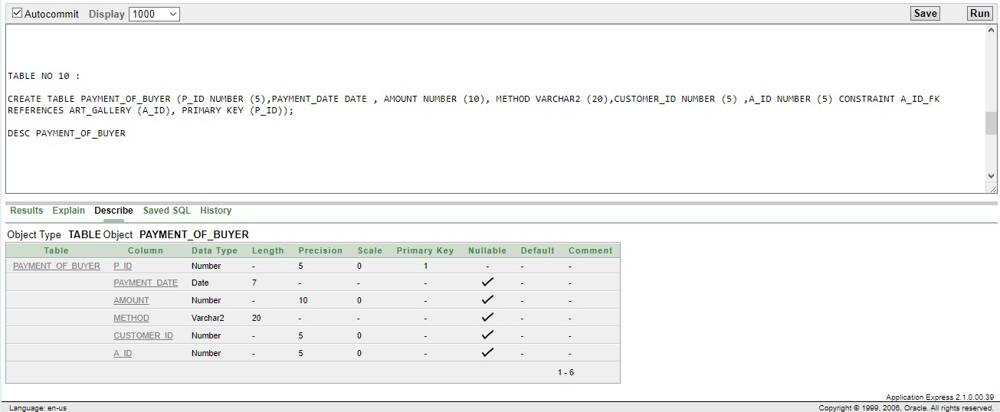 Autocommit Display 1000 Save Run
TABLE NO 10 :
CREATE TABLE PAYMENT_OF_BUYER (P_ID NUMBER (5),PAYMENT_DATE DATE , AMOUNT NUMBER (10), METHOD VARCHAR2 (20),CUSTOMER_ID NUMBER (5) ,A_ID NUMBER (5) CONSTRAINT A_ID_FK
REFERENCES ART_GALLERY (A_ID), PRIMARY KEY (P_ID));
DESC PAYMENT_OF_BUYER
Results Explain Describe Saved SQL History
Object Type TABLE Object PAYMENT_OF_BUYER
Table Column Data Type Length Precision Scale Primary Key Nullable Default Comment
PAYMENT_OF_BUYER P_ID Number - 5 0 1 - - -
PAYMENT_DATE Date 7 - - - ✓ - -
AMOUNT Number - 10 0 - ✓ - -
METHOD Varchar2 20 - - - ✓ - -
CUSTOMER_ID Number - 5 0 - ✓ - -
A_ID Number - 5 0 - ✓ - -
1 - 6
Application Express 2.1.0.00.39
Language: en-us Copyright © 1999, 2006, Oracle. All rights reserved.